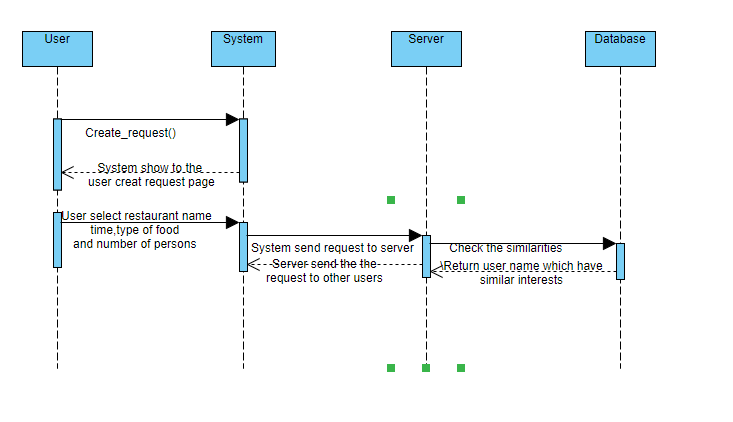 User
System
Server
Database
Create_request()
System show to the
user creat request page
User select restaurant name
time,type of food
and number of persons
System send request to server
Server send the the
request to other users
Check the similarities
\Return user name which have
similar interests